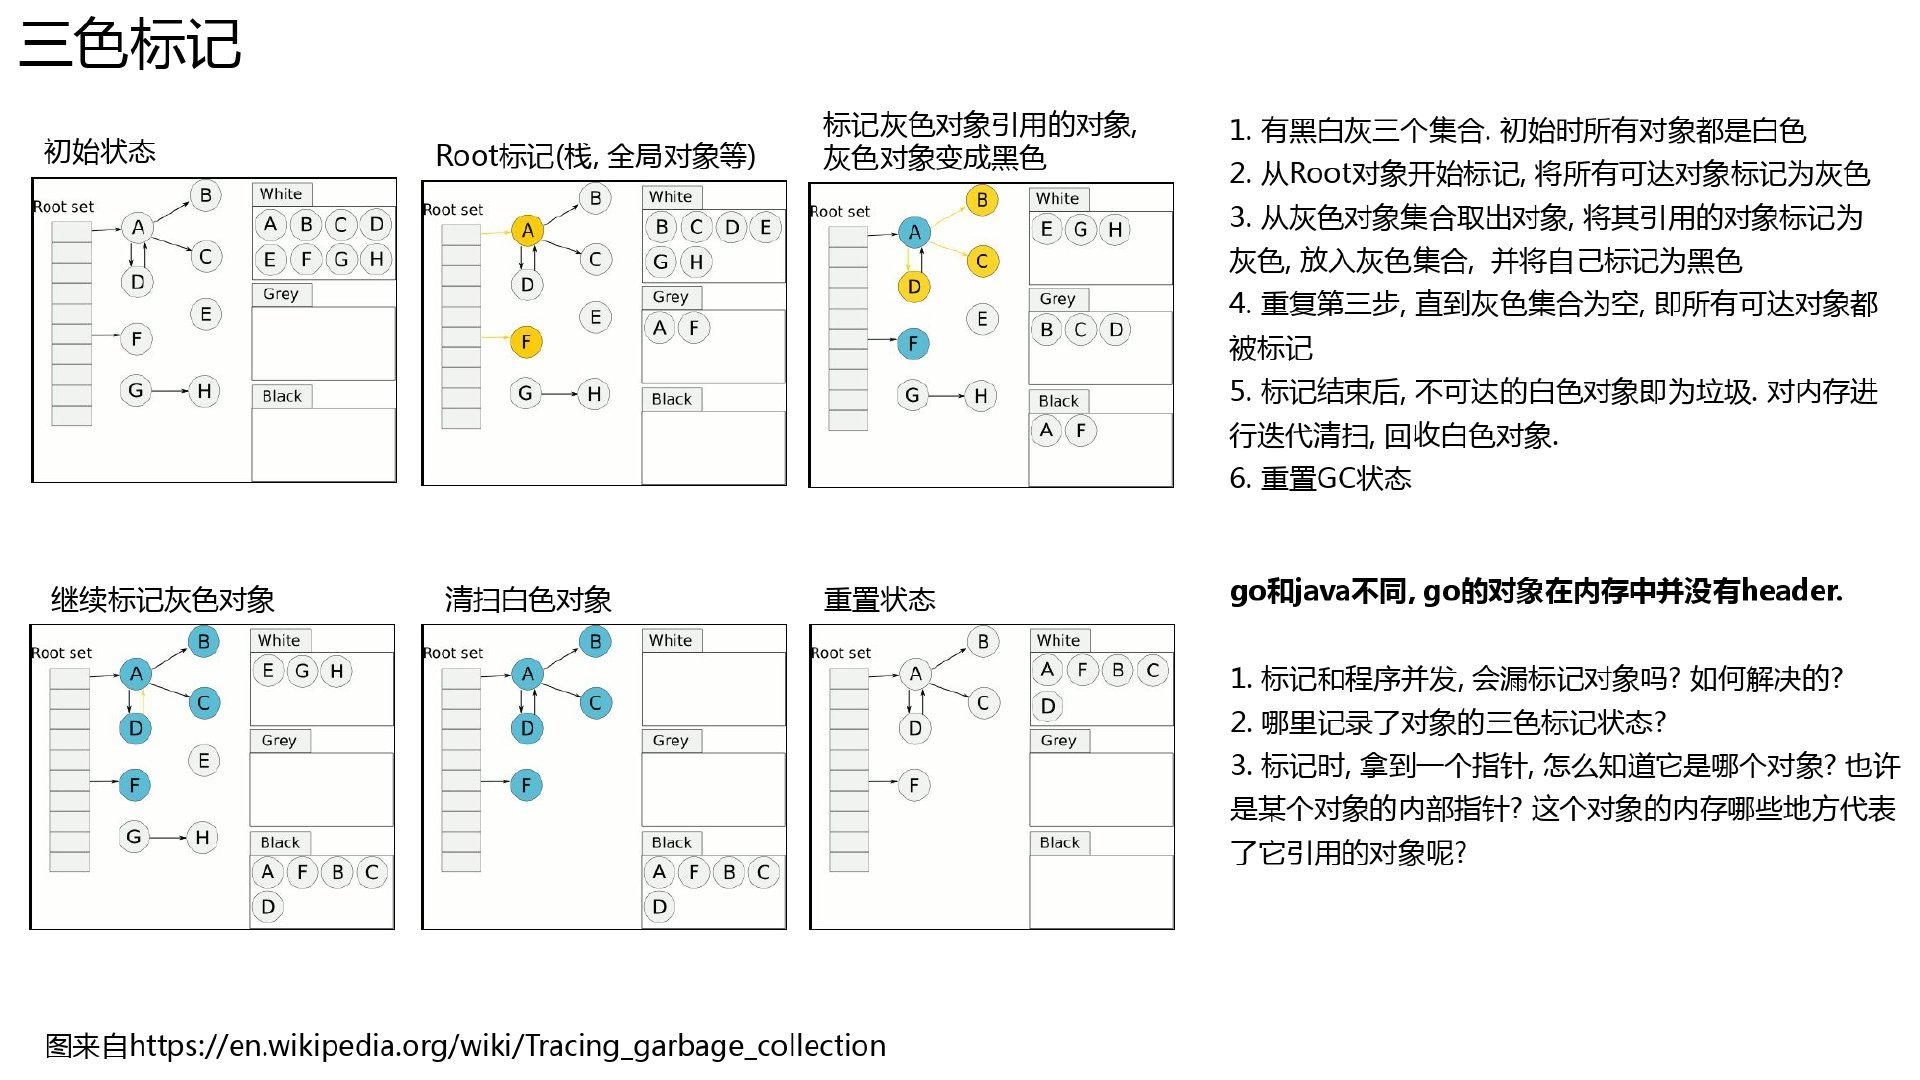 三色标记
初始状态
Root set
A
B
C
D
E
F
G
H
White
A B C D
E F G H
Grey
Black
Root标记(栈, 全局对象等)
Root set
A
B
C
D
E
F
G
H
White
B C D E
G H
Grey
A F
Black
标记灰色对象引用的对象,
灰色对象变成黑色
Root set
A
B
C
D
E
F
G
H
White
E G H
Grey
B C D
Black
A F
1. 有黑白灰三个集合. 初始时所有对象都是白色
2. 从Root对象开始标记, 将所有可达对象标记为灰色
3. 从灰色对象集合取出对象, 将其引用的对象标记为
灰色, 放入灰色集合, 并将自己标记为黑色
4. 重复第三步, 直到灰色集合为空, 即所有可达对象都
被标记
5. 标记结束后, 不可达的白色对象即为垃圾. 对内存进
行迭代清扫, 回收白色对象.
6. 重置GC状态
继续标记灰色对象
Root set
A
B
C
D
E
F
G
H
White
E G H
Grey
Black
A F B C
D
清扫白色对象
Root set
A
B
C
D
F
White
Grey
Black
A F B C
D
重置状态
Root set
A
B
C
D
F
White
A F B C
D
Grey
Black
go和java不同, go的对象在内存中并没有header.
1. 标记和程序并发, 会漏标记对象吗? 如何解决的?
2. 哪里记录了对象的三色标记状态?
3. 标记时, 拿到一个指针, 怎么知道它是哪个对象? 也许
是某个对象的内部指针? 这个对象的内存哪些地方代表
了它引用的对象呢?
图来自https://en.wikipedia.org/wiki/Tracing_garbage_collection